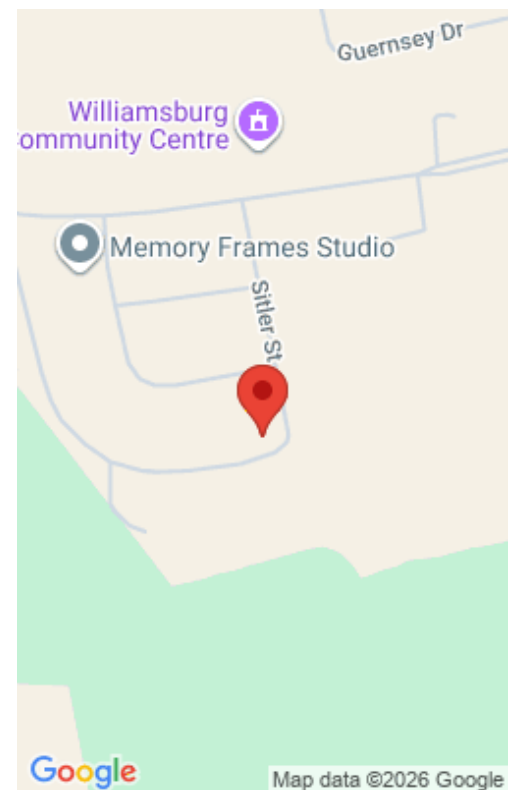 Guernsey Dr
Williamsburg
ommunity Centre
Memory Frames Studio
Sitler St
Google
Map data ©2026 Google